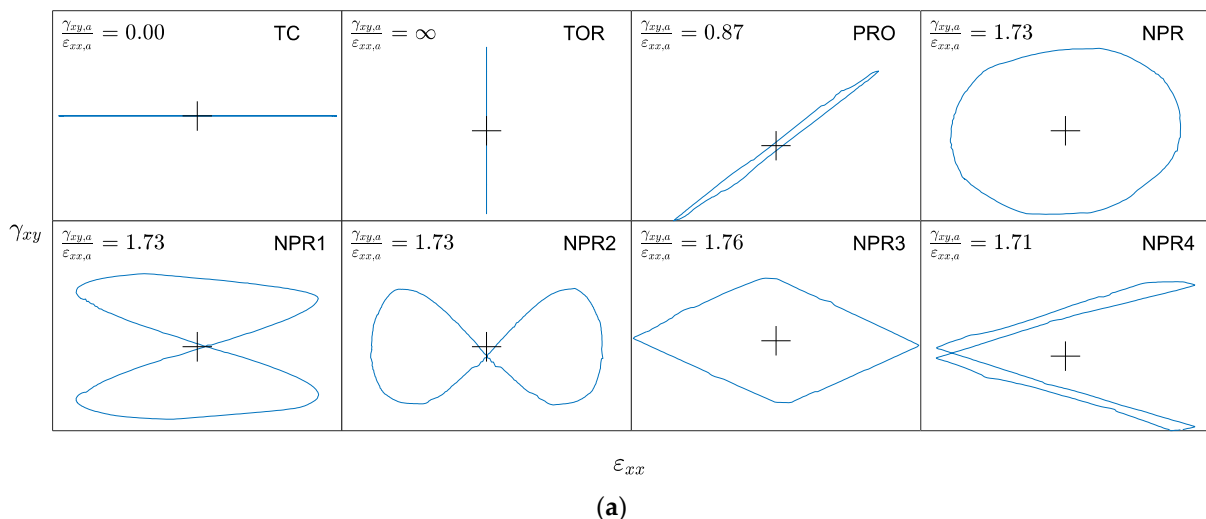 γxy,a/εxx,a = 0.00 TC
γxy,a/εxx,a = ∞ TOR
γxy,a/εxx,a = 0.87 PRO
γxy,a/εxx,a = 1.73 NPR
γxy
γxy,a/εxx,a = 1.73 NPR1
γxy,a/εxx,a = 1.73 NPR2
γxy,a/εxx,a = 1.76 NPR3
γxy,a/εxx,a = 1.71 NPR4
εxx
(a)